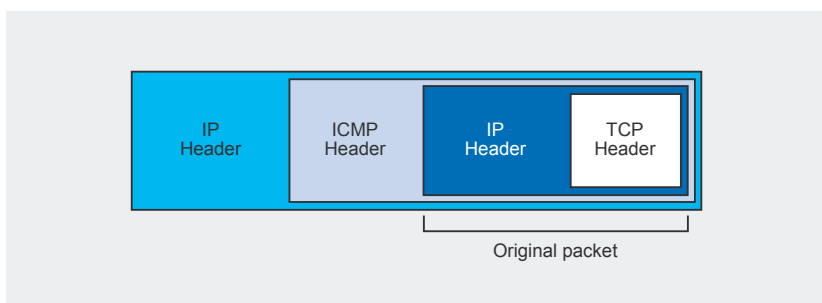 IP
Header
ICMP
Header
IP
Header
TCP
Header
Original packet